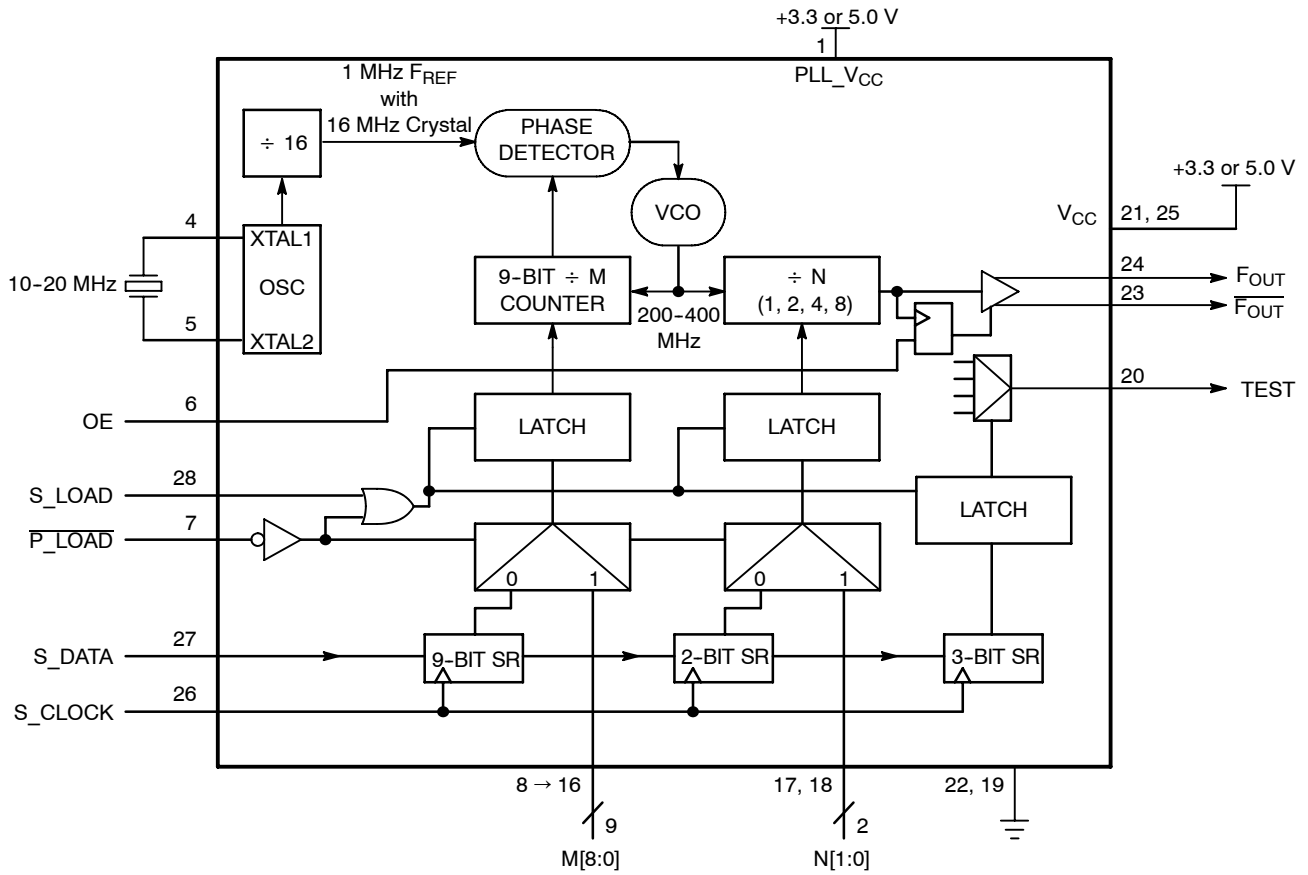 +3.3 or 5.0 V
1
PLL_VCC
1 MHz FREF
with
16 MHz Crystal
÷ 16
PHASE
DETECTOR
VCO
+3.3 or 5.0 V
VCC
21, 25
4
XTAL1
10-20 MHz
OSC
5
XTAL2
9-BIT ÷ M
COUNTER
200-400
MHz
÷ N
(1, 2, 4, 8)
24
FOUT
23
FOUT
20
TEST
6
OE
LATCH
LATCH
28
S_LOAD
7
P_LOAD
LATCH
0
1
0
1
27
S_DATA
9-BIT SR
2-BIT SR
3-BIT SR
26
S_CLOCK
8 → 16
17, 18
22, 19
9
2
M[8:0]
N[1:0]